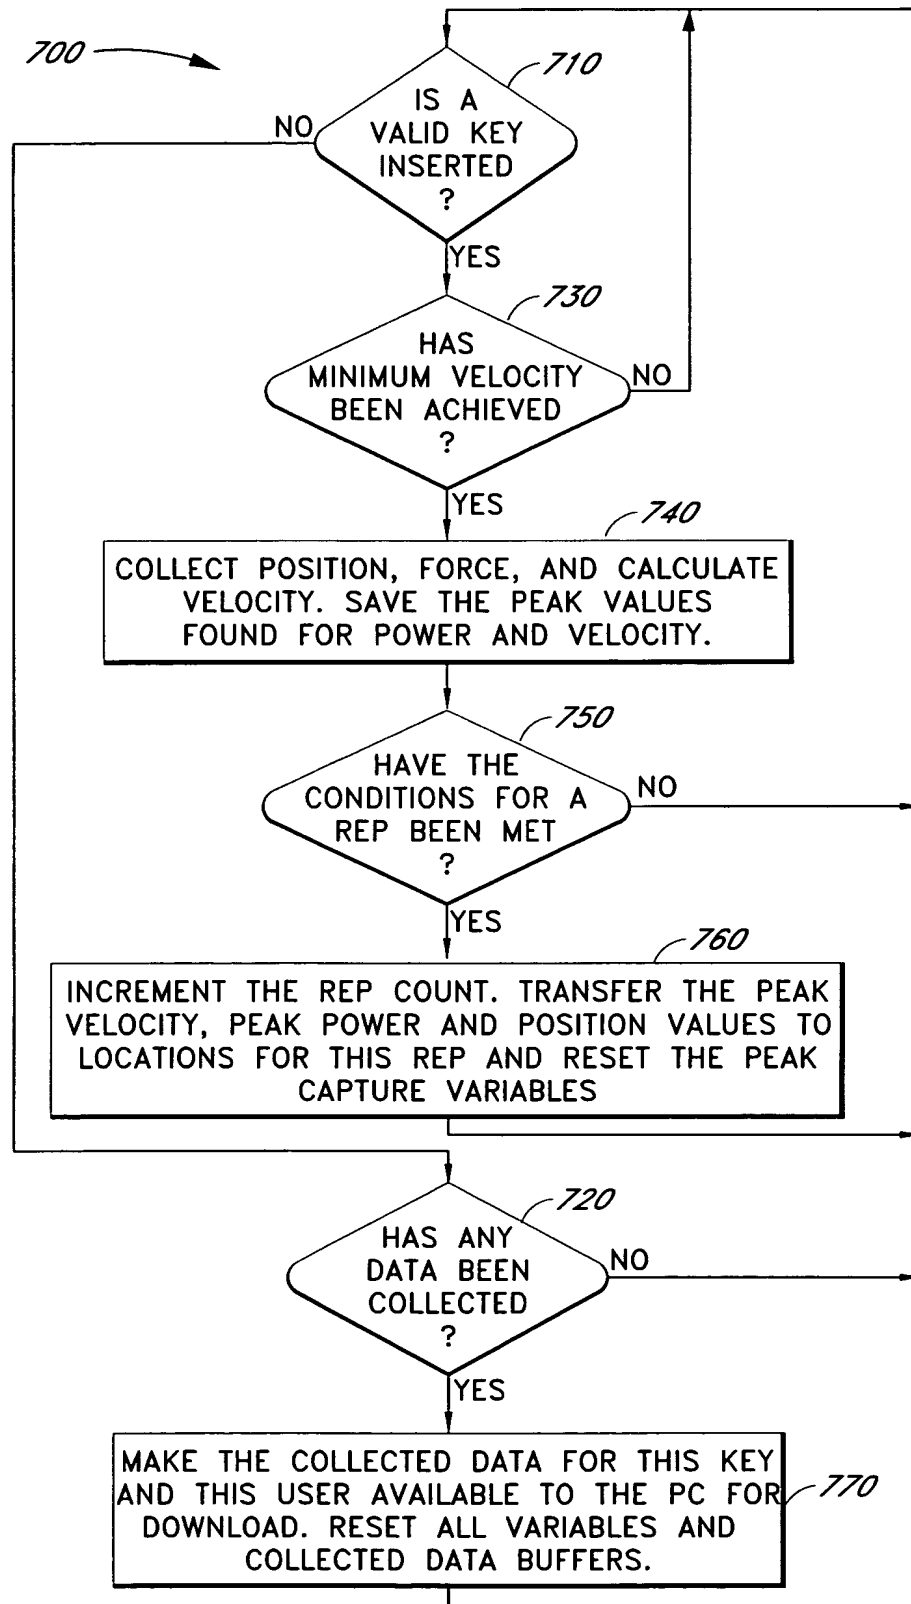 700
710
IS A
VALID KEY
INSERTED
?
NO
YES
730
HAS
MINIMUM VELOCITY
BEEN ACHIEVED
?
NO
YES
740
COLLECT POSITION, FORCE, AND CALCULATE
VELOCITY. SAVE THE PEAK VALUES
FOUND FOR POWER AND VELOCITY.
750
HAVE THE
CONDITIONS FOR A
REP BEEN MET
?
NO
YES
760
INCREMENT THE REP COUNT. TRANSFER THE PEAK
VELOCITY, PEAK POWER AND POSITION VALUES TO
LOCATIONS FOR THIS REP AND RESET THE PEAK
CAPTURE VARIABLES
720
HAS ANY
DATA BEEN
COLLECTED
?
NO
YES
MAKE THE COLLECTED DATA FOR THIS KEY
AND THIS USER AVAILABLE TO THE PC FOR
DOWNLOAD. RESET ALL VARIABLES AND
COLLECTED DATA BUFFERS.
770